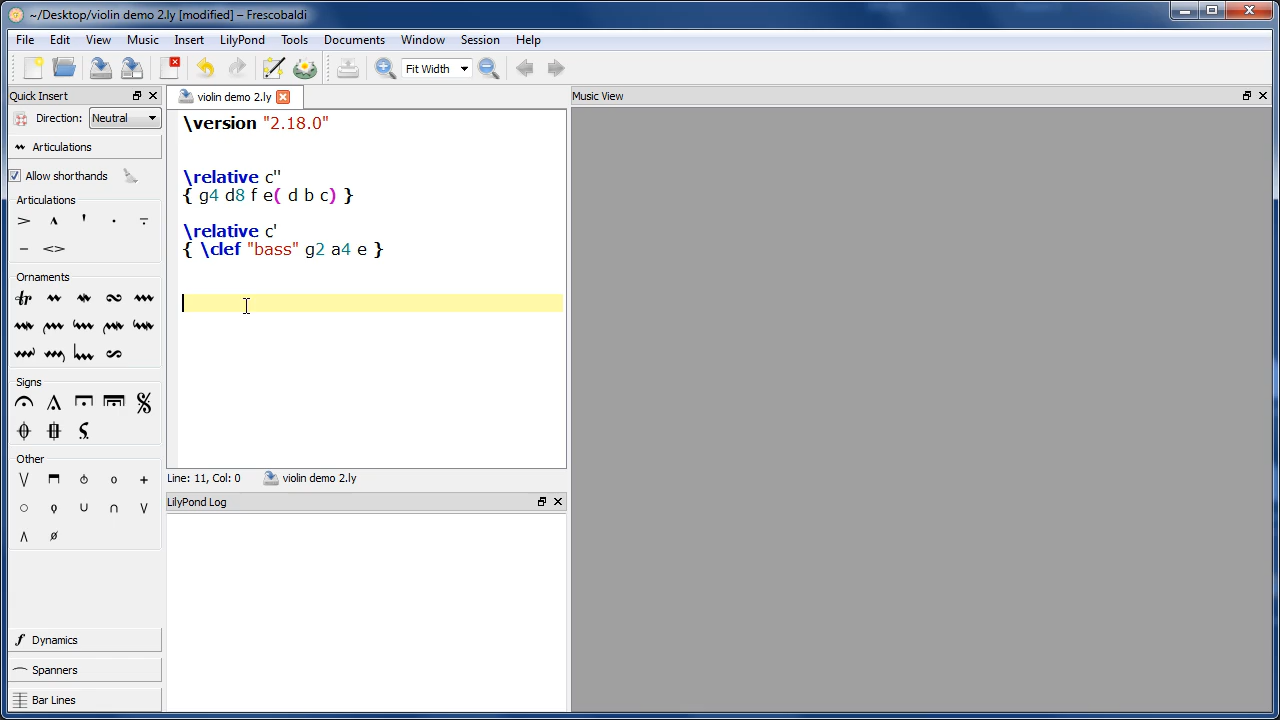 ~/Desktop/violin demo 2.ly [modified] – Frescobaldi
File Edit View Music Insert LilyPond Tools Documents Window Session Help
Fit Width
Quick Insert
Direction: Neutral
Articulations
Allow shorthands
Articulations
Ornaments
Signs
Other
Dynamics
Spanners
Bar Lines
violin demo 2.ly
\version "2.18.0"
\relative c''
{ g4 d8 f e( d b c) }
\relative c'
{ \clef "bass" g2 a4 e }
Line: 11, Col: 0 violin demo 2.ly
LilyPond Log
Music View